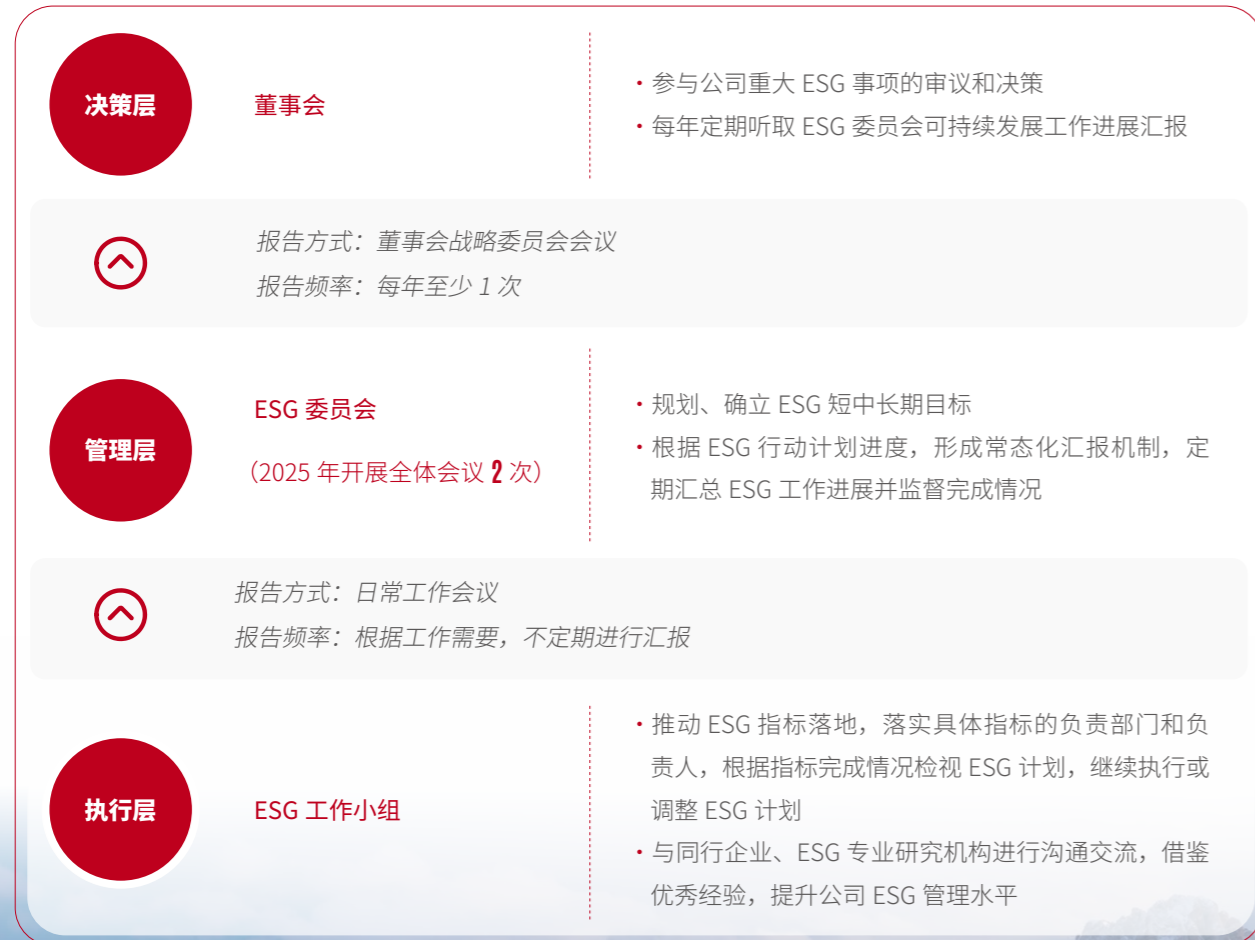 决策层
董事会
·参与公司重大 ESG 事项的审议和决策
·每年定期听取 ESG 委员会可持续发展工作进展汇报
报告方式：董事会战略委员会会议
报告频率：每年至少 1 次
管理层
ESG 委员会
（2025 年开展全体会议 2 次）
·规划、确立 ESG 短中长期目标
·根据 ESG 行动计划进度，形成常态化汇报机制，定
期汇总 ESG 工作进展并监督完成情况
报告方式：日常工作会议
报告频率：根据工作需要，不定期进行汇报
执行层
ESG 工作小组
·推动 ESG 指标落地，落实具体指标的负责部门和负
责人，根据指标完成情况检视 ESG 计划，继续执行或
调整 ESG 计划
·与同行企业、ESG 专业研究机构进行沟通交流，借鉴
优秀经验，提升公司 ESG 管理水平